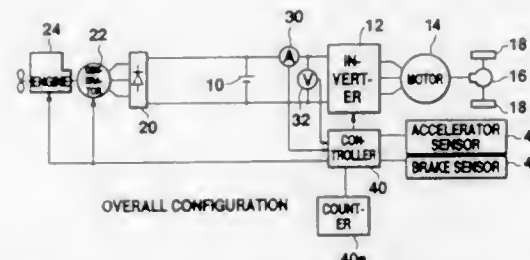 30
12
14
18
24
22
ENGINE
A
IN-
VERT-
ER
MOTOR
16
10
V
20
32
18
CON-
TROLLER
ACCELERATOR
SENSOR
BRAKE SENSOR
40
OVERALL CONFIGURATION
COUNT-
ER